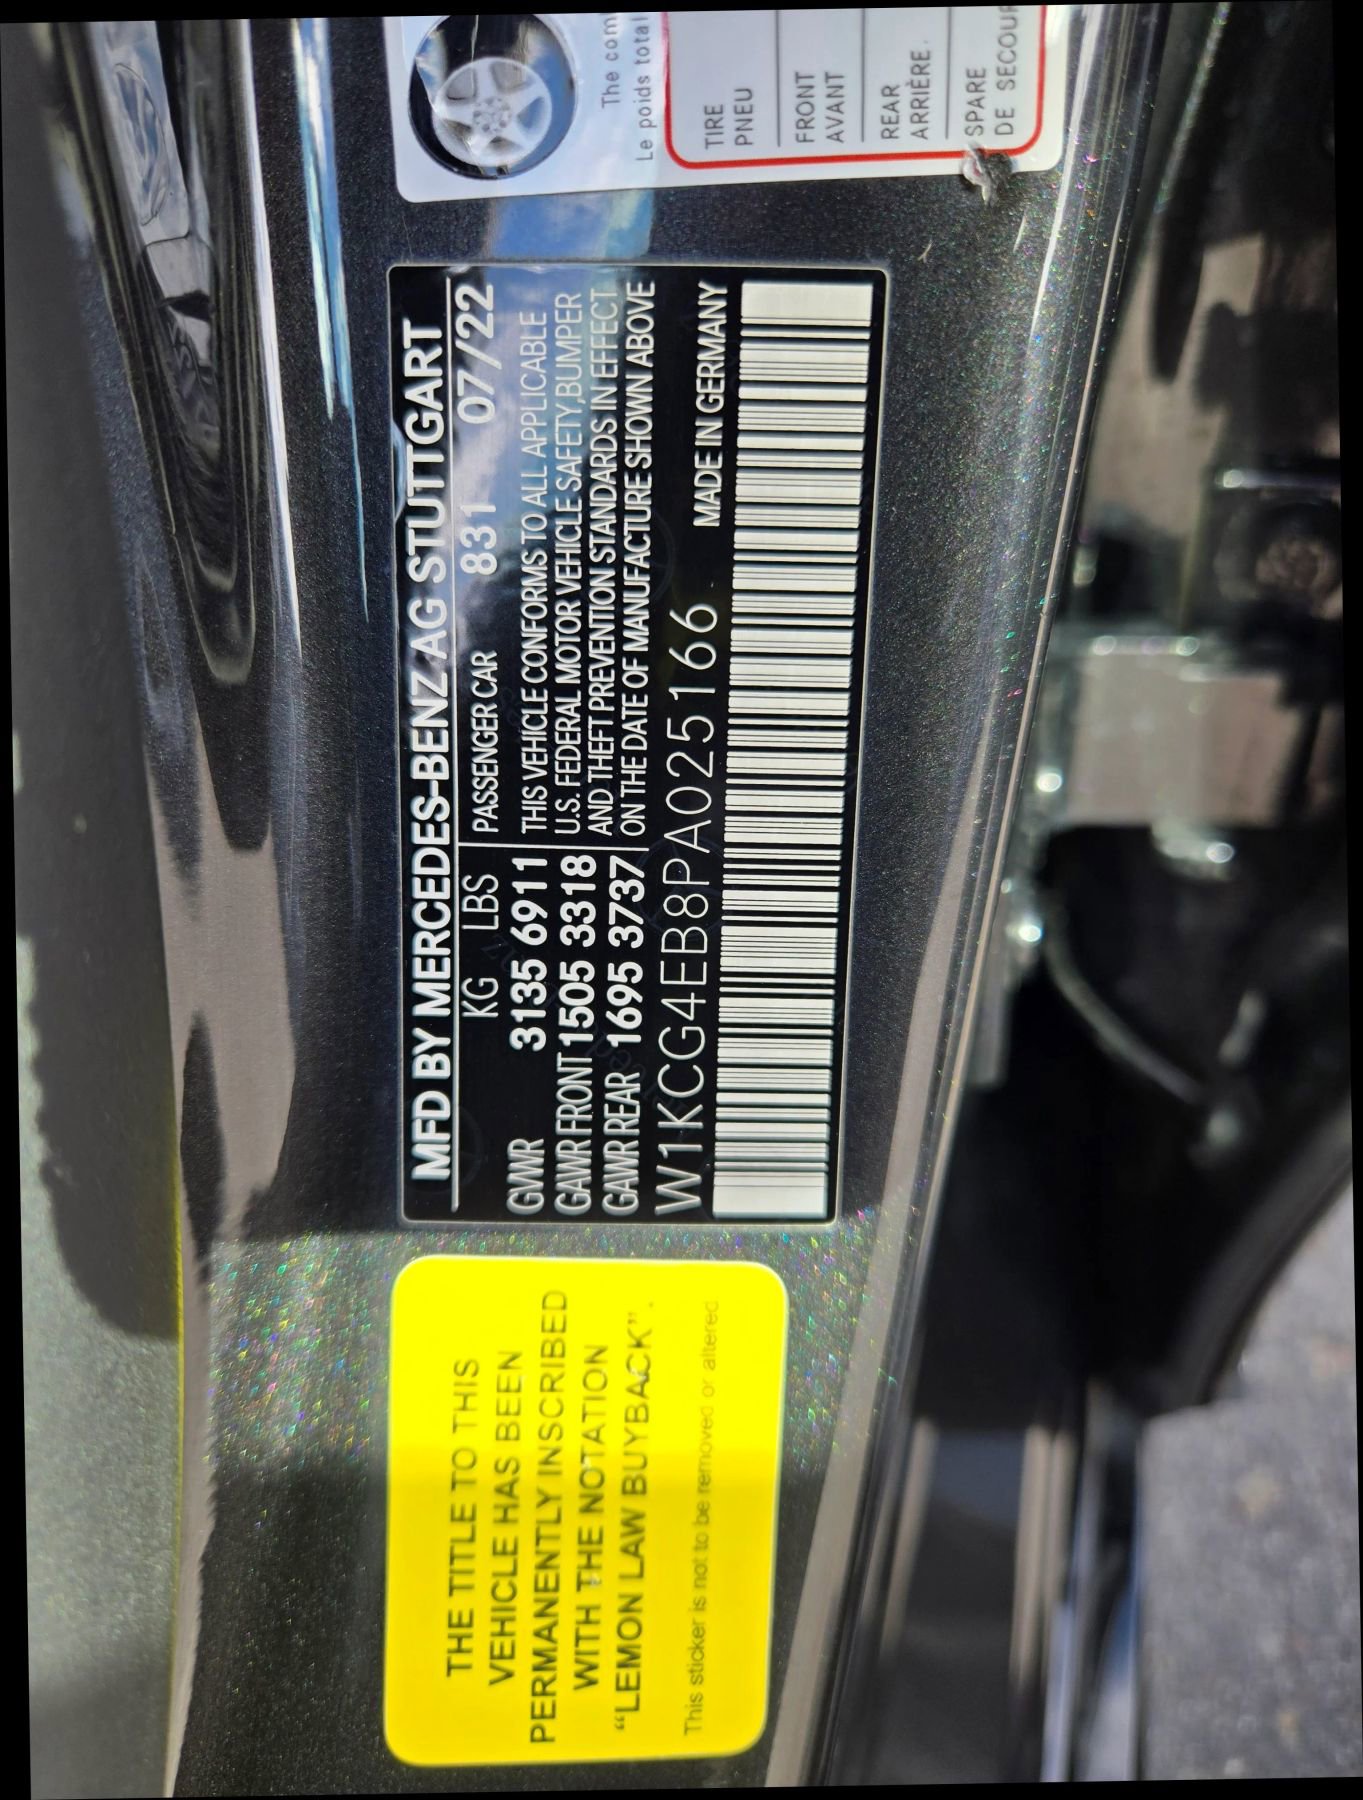 THE TITLE TO THIS
VEHICLE HAS BEEN
PERMANENTLY INSCRIBED
WITH THE NOTATION
“LEMON LAW BUYBACK”.
This sticker is not to be removed or altered
MFD BY MERCEDES-BENZ AG STUTTGART
KG LBS PASSENGER CAR 831 07/22
GVWR 3135 6911 THIS VEHICLE CONFORMS TO ALL APPLICABLE
GAWR FRONT 1505 3318 U.S. FEDERAL MOTOR VEHICLE SAFETY,BUMPER
GAWR REAR 1695 3737 AND THEFT PREVENTION STANDARDS IN EFFECT
ON THE DATE OF MANUFACTURE SHOWN ABOVE
W1KCG4EB8PA025166 MADE IN GERMANY
The com
Le poids total
TIRE
PNEU
FRONT
AVANT
REAR
ARRIÈRE
SPARE
DE SECOUR